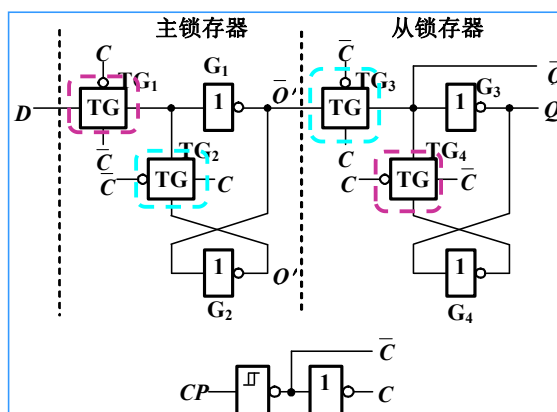 主锁存器 从锁存器
C C̅
TG₁ G₁ TG₃ G₃
D TG 1 O̅′ TG 1 Q̅
Q
C̅ TG₂ C TG₄
C̅ TG C C TG C̅
1 O′ 1
G₂ G₄
C̅
CP 1 C